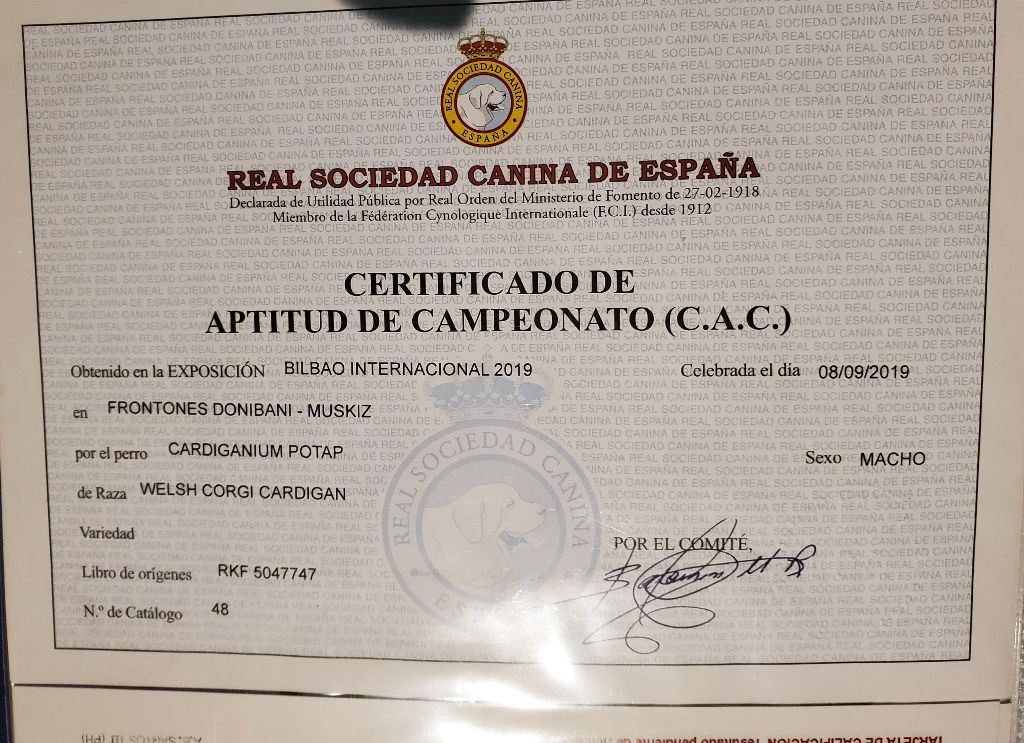 REAL SOCIEDAD CANINA
ESPAÑA
REAL SOCIEDAD CANINA DE ESPAÑA
Declarada de Utilidad Pública por Real Orden del Ministerio de Fomento de 27-02-1918
Miembro de la Fédération Cynologique Internationale (F.C.I.) desde 1912
CERTIFICADO DE
APTITUD DE CAMPEONATO (C.A.C.)
Obtenido en la EXPOSICIÓN BILBAO INTERNACIONAL 2019 Celebrada el día 08/09/2019
en FRONTONES DONIBANI - MUSKIZ
por el perro CARDIGANIUM POTAP Sexo MACHO
de Raza WELSH CORGI CARDIGAN
Variedad
POR EL COMITÉ,
Libro de orígenes RKF 5047747
N.º de Catálogo 48
REAL SOCIEDAD CANINA